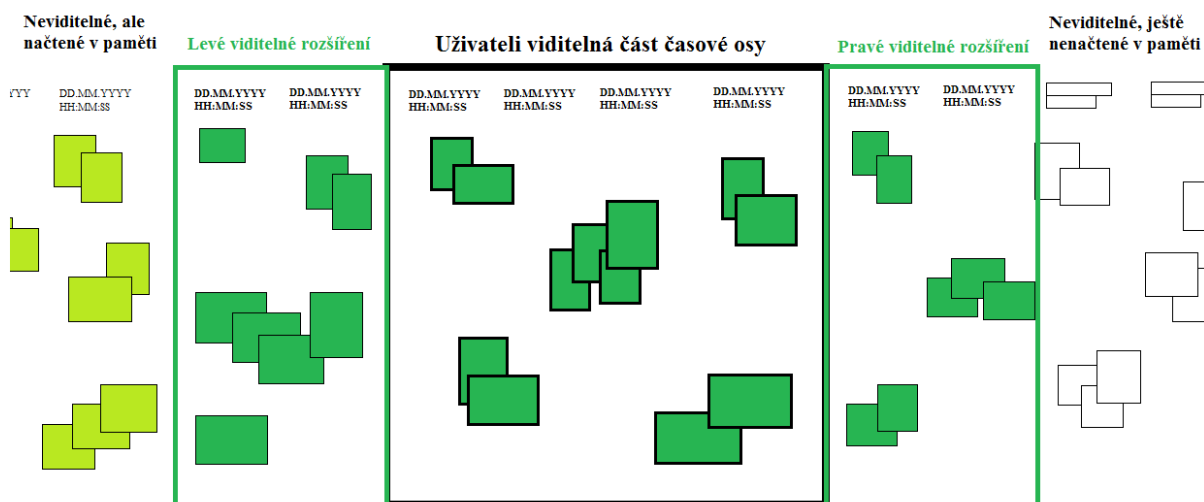 Neviditelné, ale
načtené v paměti
Levé viditelné rozšíření
Uživateli viditelná část časové osy
Pravé viditelné rozšíření
Neviditelné, ještě
nenačtené v paměti
YYY
DD.MM.YYYY
HH:MM:SS
DD.MM.YYYY
HH:MM:SS
DD.MM.YYYY
HH:MM:SS
DD.MM.YYYY
HH:MM:SS
DD.MM.YYYY
HH:MM:SS
DD.MM.YYYY
HH:MM:SS
DD.MM.YYYY
HH:MM:SS
DD.MM.YYYY
HH:MM:SS
DD.MM.YYYY
HH:MM:SS